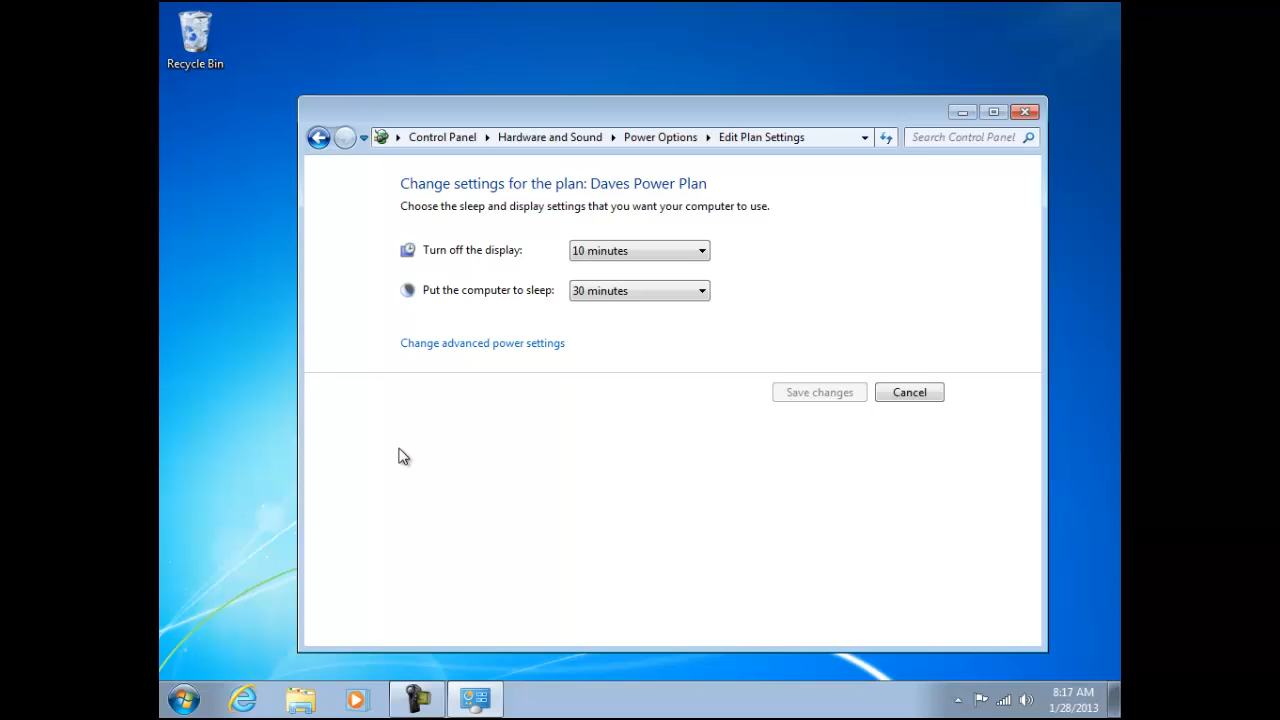 Recycle Bin
Control Panel Hardware and Sound Power Options Edit Plan Settings Search Control Panel
Change settings for the plan: Daves Power Plan
Choose the sleep and display settings that you want your computer to use.
Turn off the display: 10 minutes
Put the computer to sleep: 30 minutes
Change advanced power settings
Save changes Cancel
8:17 AM
1/28/2013